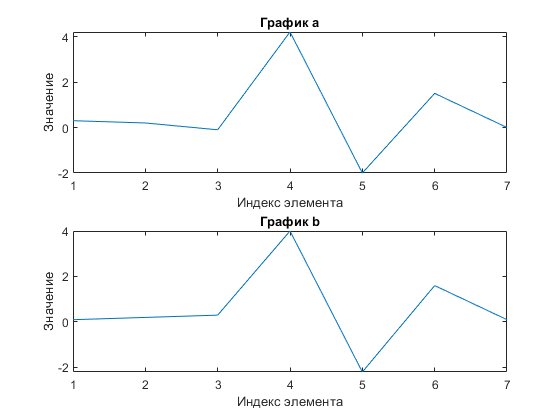 График a
4
2
0
-2
Значение
1 2 3 4 5 6 7
Индекс элемента
График b
4
2
0
-2
Значение
1 2 3 4 5 6 7
Индекс элемента